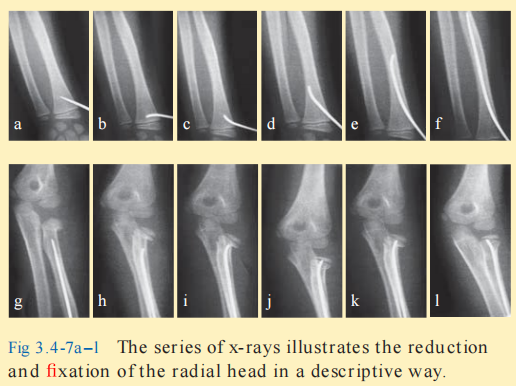 a b c d e f
g h i j k l
Fig 3.4-7a–l The series of x-rays illustrates the reduction
and fixation of the radial head in a descriptive way.